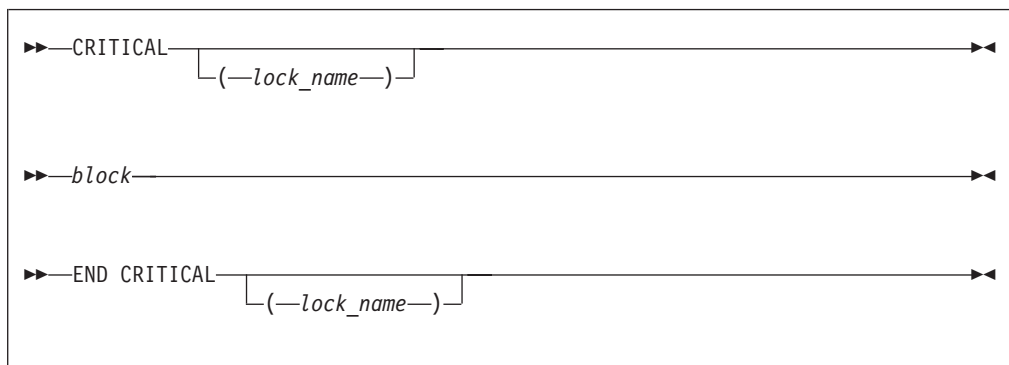 CRITICAL
(lock_name)
block
END CRITICAL
(lock_name)